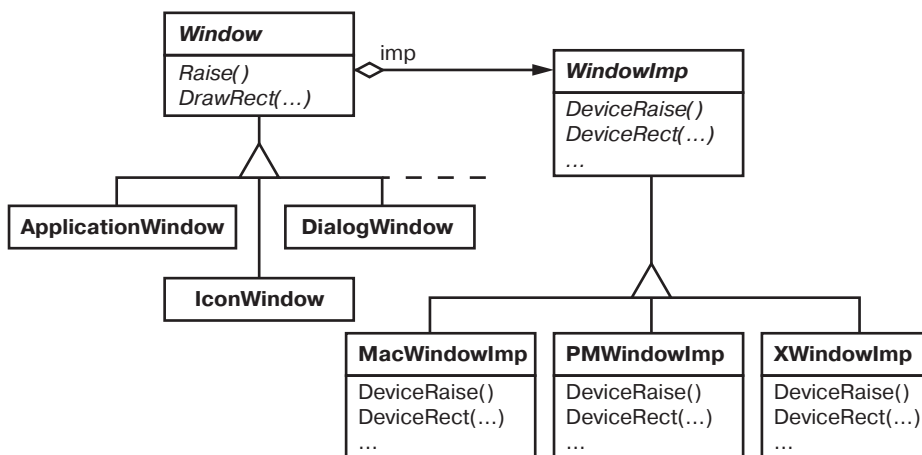 Window
Raise()
DrawRect(...)
imp
WindowImp
DeviceRaise()
DeviceRect(...)
...
ApplicationWindow
DialogWindow
IconWindow
MacWindowImp
DeviceRaise()
DeviceRect(...)
...
PMWindowImp
DeviceRaise()
DeviceRect(...)
...
XWindowImp
DeviceRaise()
DeviceRect(...)
...